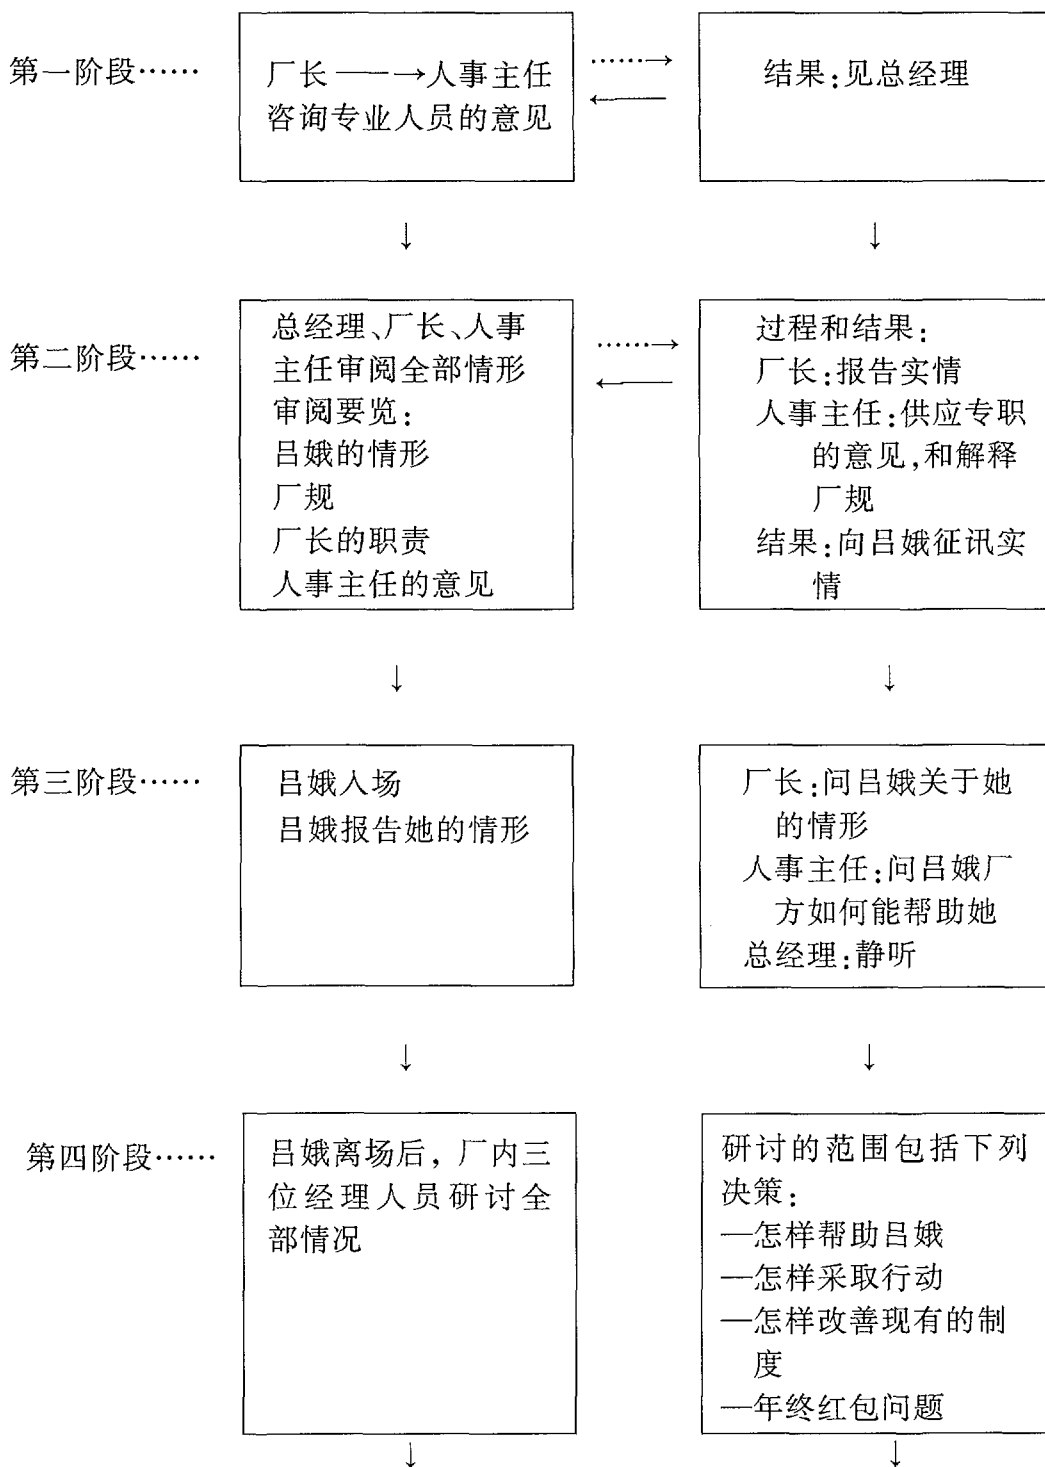 第一阶段……
厂长——→人事主任
咨询专业人员的意见
……→
←——
结果:见总经理
↓
↓
第二阶段……
总经理、厂长、人事
主任审阅全部情形
审阅要览:
吕娥的情形
厂规
厂长的职责
人事主任的意见
……→
←——
过程和结果:
厂长:报告实情
人事主任:供应专职
的意见,和解释
厂规
结果:向吕娥征讯实
情
↓
↓
第三阶段……
吕娥入场
吕娥报告她的情形
厂长:问吕娥关于她
的情形
人事主任:问吕娥厂
方如何能帮助她
总经理:静听
↓
↓
第四阶段……
吕娥离场后,厂内三
位经理人员研讨全
部情况
研讨的范围包括下列
决策:
—怎样帮助吕娥
—怎样采取行动
—怎样改善现有的制
度
—年终红包问题
↓
↓